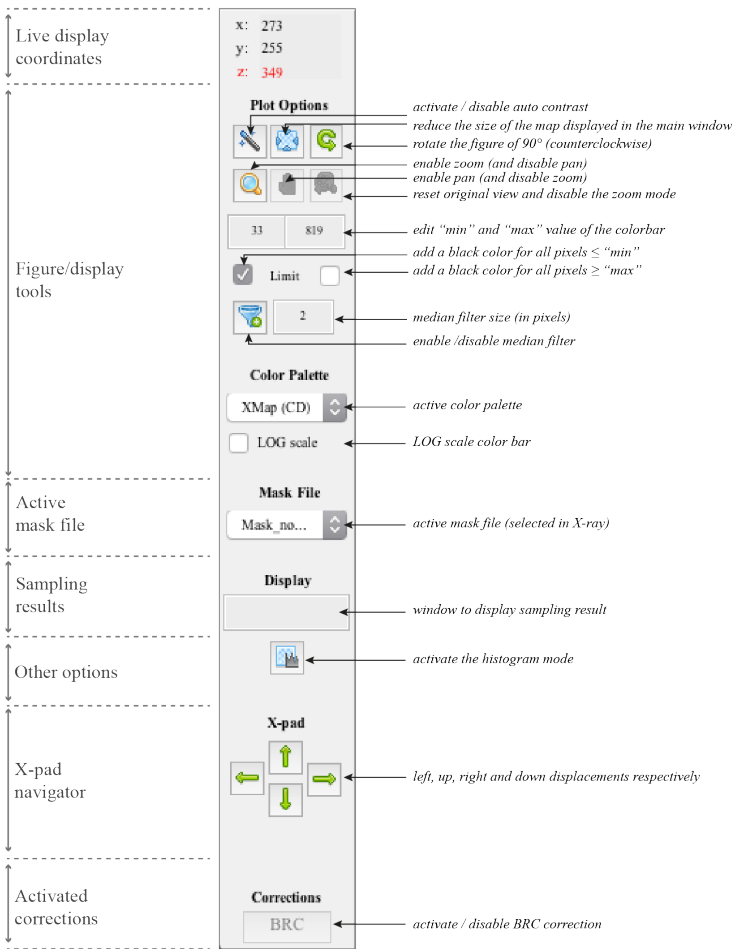 Live display
coordinates
x: 273
y: 255
z: 349
Figure/display
tools
Plot Options
activate / disable auto contrast
reduce the size of the map displayed in the main window
rotate the figure of 90° (counterclockwise)
enable zoom (and disable pan)
enable pan (and disable zoom)
reset original view and disable the zoom mode
33 819
edit “min” and “max” value of the colorbar
add a black color for all pixels ≤ “min”
Limit
add a black color for all pixels ≥ “max”
2
median filter size (in pixels)
enable /disable median filter
Color Palette
XMap (CD)
active color palette
LOG scale
LOG scale color bar
Active
mask file
Mask File
Mask_no...
active mask file (selected in X-ray)
Sampling
results
Display
window to display sampling result
Other options
activate the histogram mode
X-pad
navigator
X-pad
left, up, right and down displacements respectively
Activated
corrections
Corrections
BRC
activate / disable BRC correction